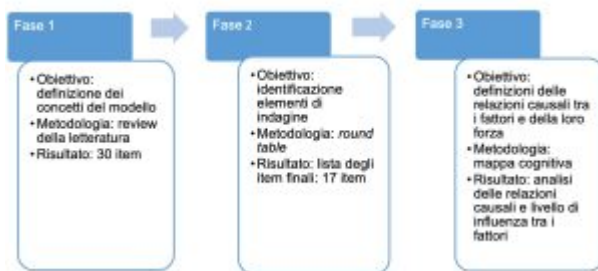 Fase 1
•Obiettivo:
definizione dei
concetti del modello
•Metodologia: review
della letteratura
•Risultato: 30 item
Fase 2
•Obiettivo:
identificazione
elementi di
indagine
•Metodologia: round
table
•Risultato: lista degli
item finali: 17 item
Fase 3
•Obiettivo:
definizioni delle
relazioni causali tra
i fattori e della loro
forza
•Metodologia:
mappa cognitiva
•Risultato: analisi
delle relazioni
causali e livello di
influenza tra i
fattori